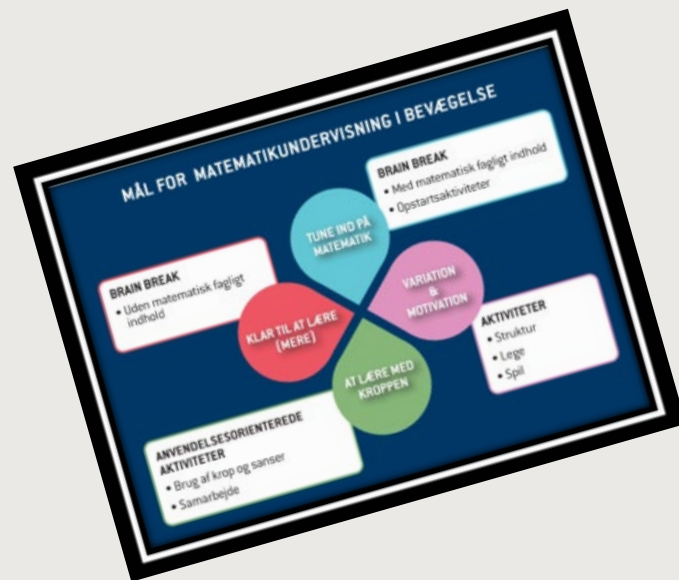 MÅL FOR MATEMATIKUNDERVISNING I BEVÆGELSE
BRAIN BREAK
• Med matematisk fagligt indhold
• Opstartsaktiviteter
TUNE IND PÅ
MATEMATIK
BRAIN BREAK
• Uden matematisk fagligt
indhold
KLAR TIL AT LÆRE
(MERE)
VARIATION
&
MOTIVATION
AKTIVITETER
• Struktur
• Lege
• Spil
AT LÆRE MED
KROPPEN
ANVENDELSESORIENTEREDE
AKTIVITETER
• Brug af krop og sanser
• Samarbejde